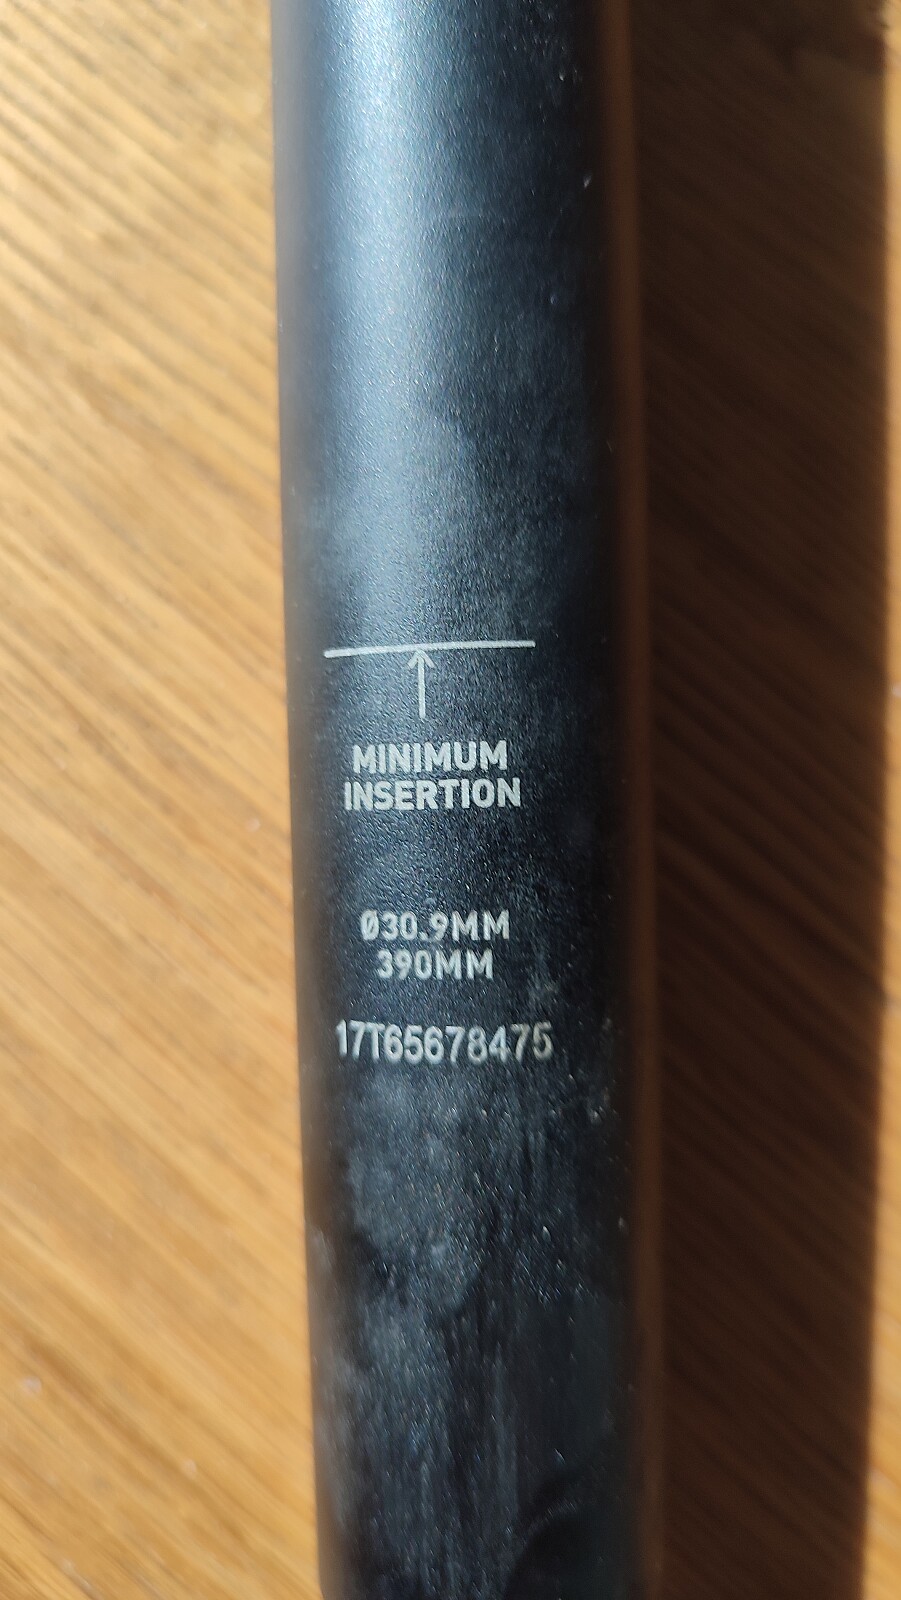 MINIMUM
INSERTION
Ø30.9MM
390MM
17T65678475